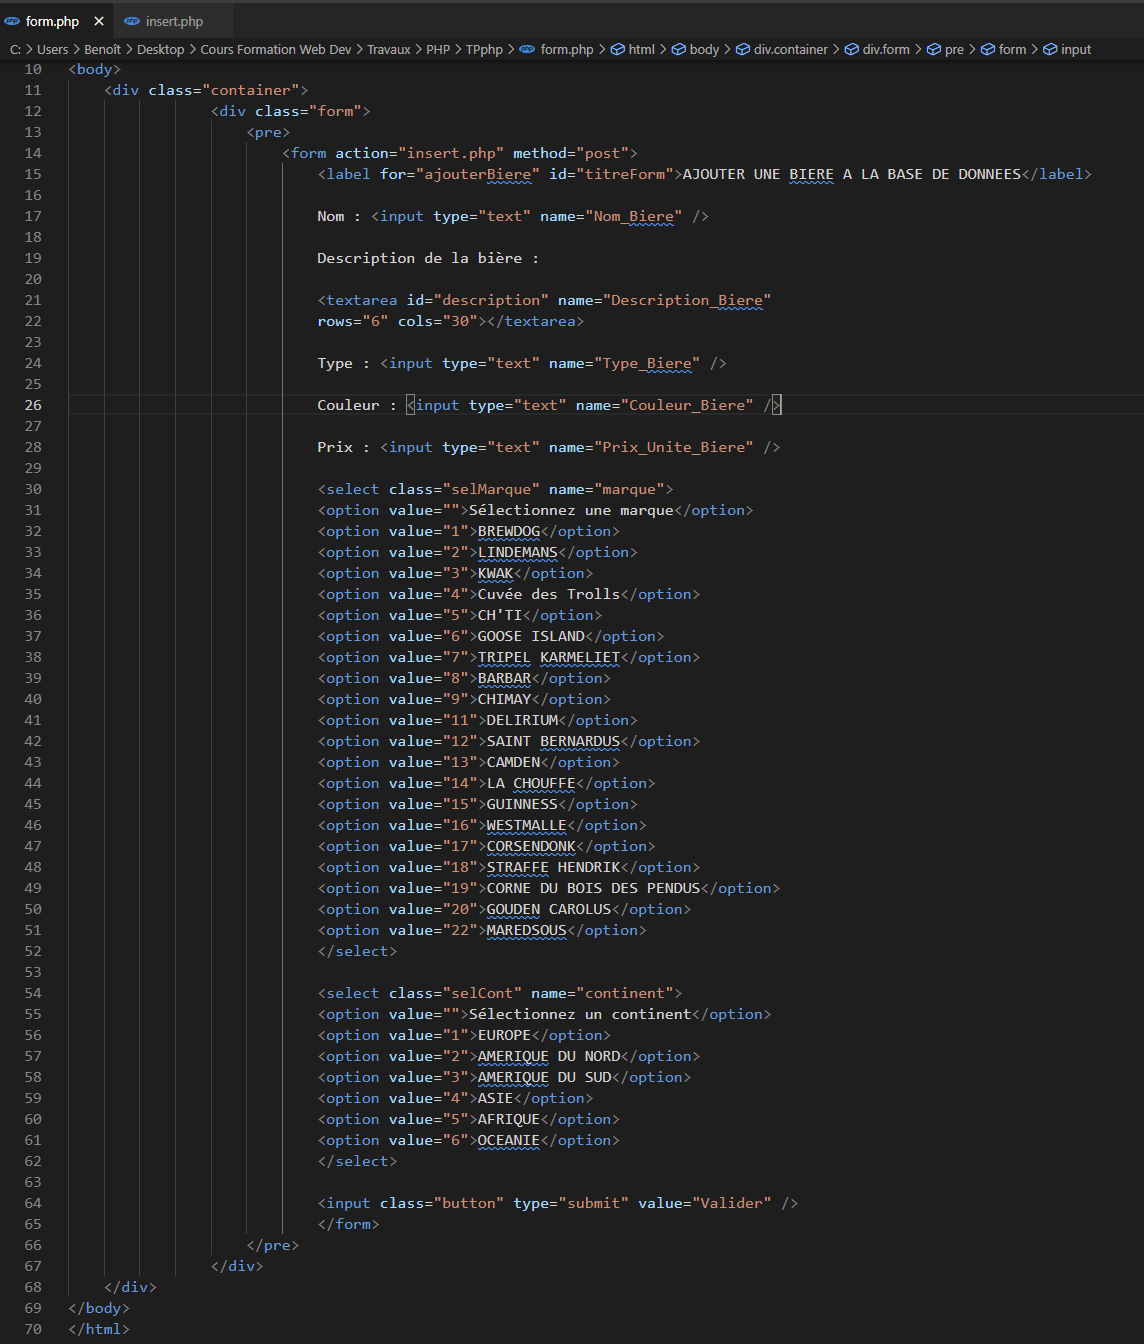 form.php × insert.php
C: > Users > Benoît > Desktop > Cours Formation Web Dev > Travaux > PHP > TPphp > form.php > html > body > div.container > div.form > pre > form > input
10 <body>
11 <div class="container">
12 <div class="form">
13 <pre>
14 <form action="insert.php" method="post">
15 <label for="ajouterBiere" id="titreForm">AJOUTER UNE BIERE A LA BASE DE DONNEES</label>
16
17 Nom : <input type="text" name="Nom_Biere" />
18
19 Description de la bière :
20
21 <textarea id="description" name="Description_Biere"
22 rows="6" cols="30"></textarea>
23
24 Type : <input type="text" name="Type_Biere" />
25
26 Couleur : <input type="text" name="Couleur_Biere" />
27
28 Prix : <input type="text" name="Prix_Unite_Biere" />
29
30 <select class="selMarque" name="marque">
31 <option value="">Sélectionnez une marque</option>
32 <option value="1">BREWDOG</option>
33 <option value="2">LINDEMANS</option>
34 <option value="3">KWAK</option>
35 <option value="4">Cuvée des Trolls</option>
36 <option value="5">CH'TI</option>
37 <option value="6">GOOSE ISLAND</option>
38 <option value="7">TRIPEL KARMELIET</option>
39 <option value="8">BARBAR</option>
40 <option value="9">CHIMAY</option>
41 <option value="11">DELIRIUM</option>
42 <option value="12">SAINT BERNARDUS</option>
43 <option value="13">CAMDEN</option>
44 <option value="14">LA CHOUFFE</option>
45 <option value="15">GUINNESS</option>
46 <option value="16">WESTMALLE</option>
47 <option value="17">CORSENDONK</option>
48 <option value="18">STRAFFE HENDRIK</option>
49 <option value="19">CORNE DU BOIS DES PENDUS</option>
50 <option value="20">GOUDEN CAROLUS</option>
51 <option value="22">MAREDSOUS</option>
52 </select>
53
54 <select class="selCont" name="continent">
55 <option value="">Sélectionnez un continent</option>
56 <option value="1">EUROPE</option>
57 <option value="2">AMERIQUE DU NORD</option>
58 <option value="3">AMERIQUE DU SUD</option>
59 <option value="4">ASIE</option>
60 <option value="5">AFRIQUE</option>
61 <option value="6">OCEANIE</option>
62 </select>
63
64 <input class="button" type="submit" value="Valider" />
65 </form>
66 </pre>
67 </div>
68 </div>
69 </body>
70 </html>